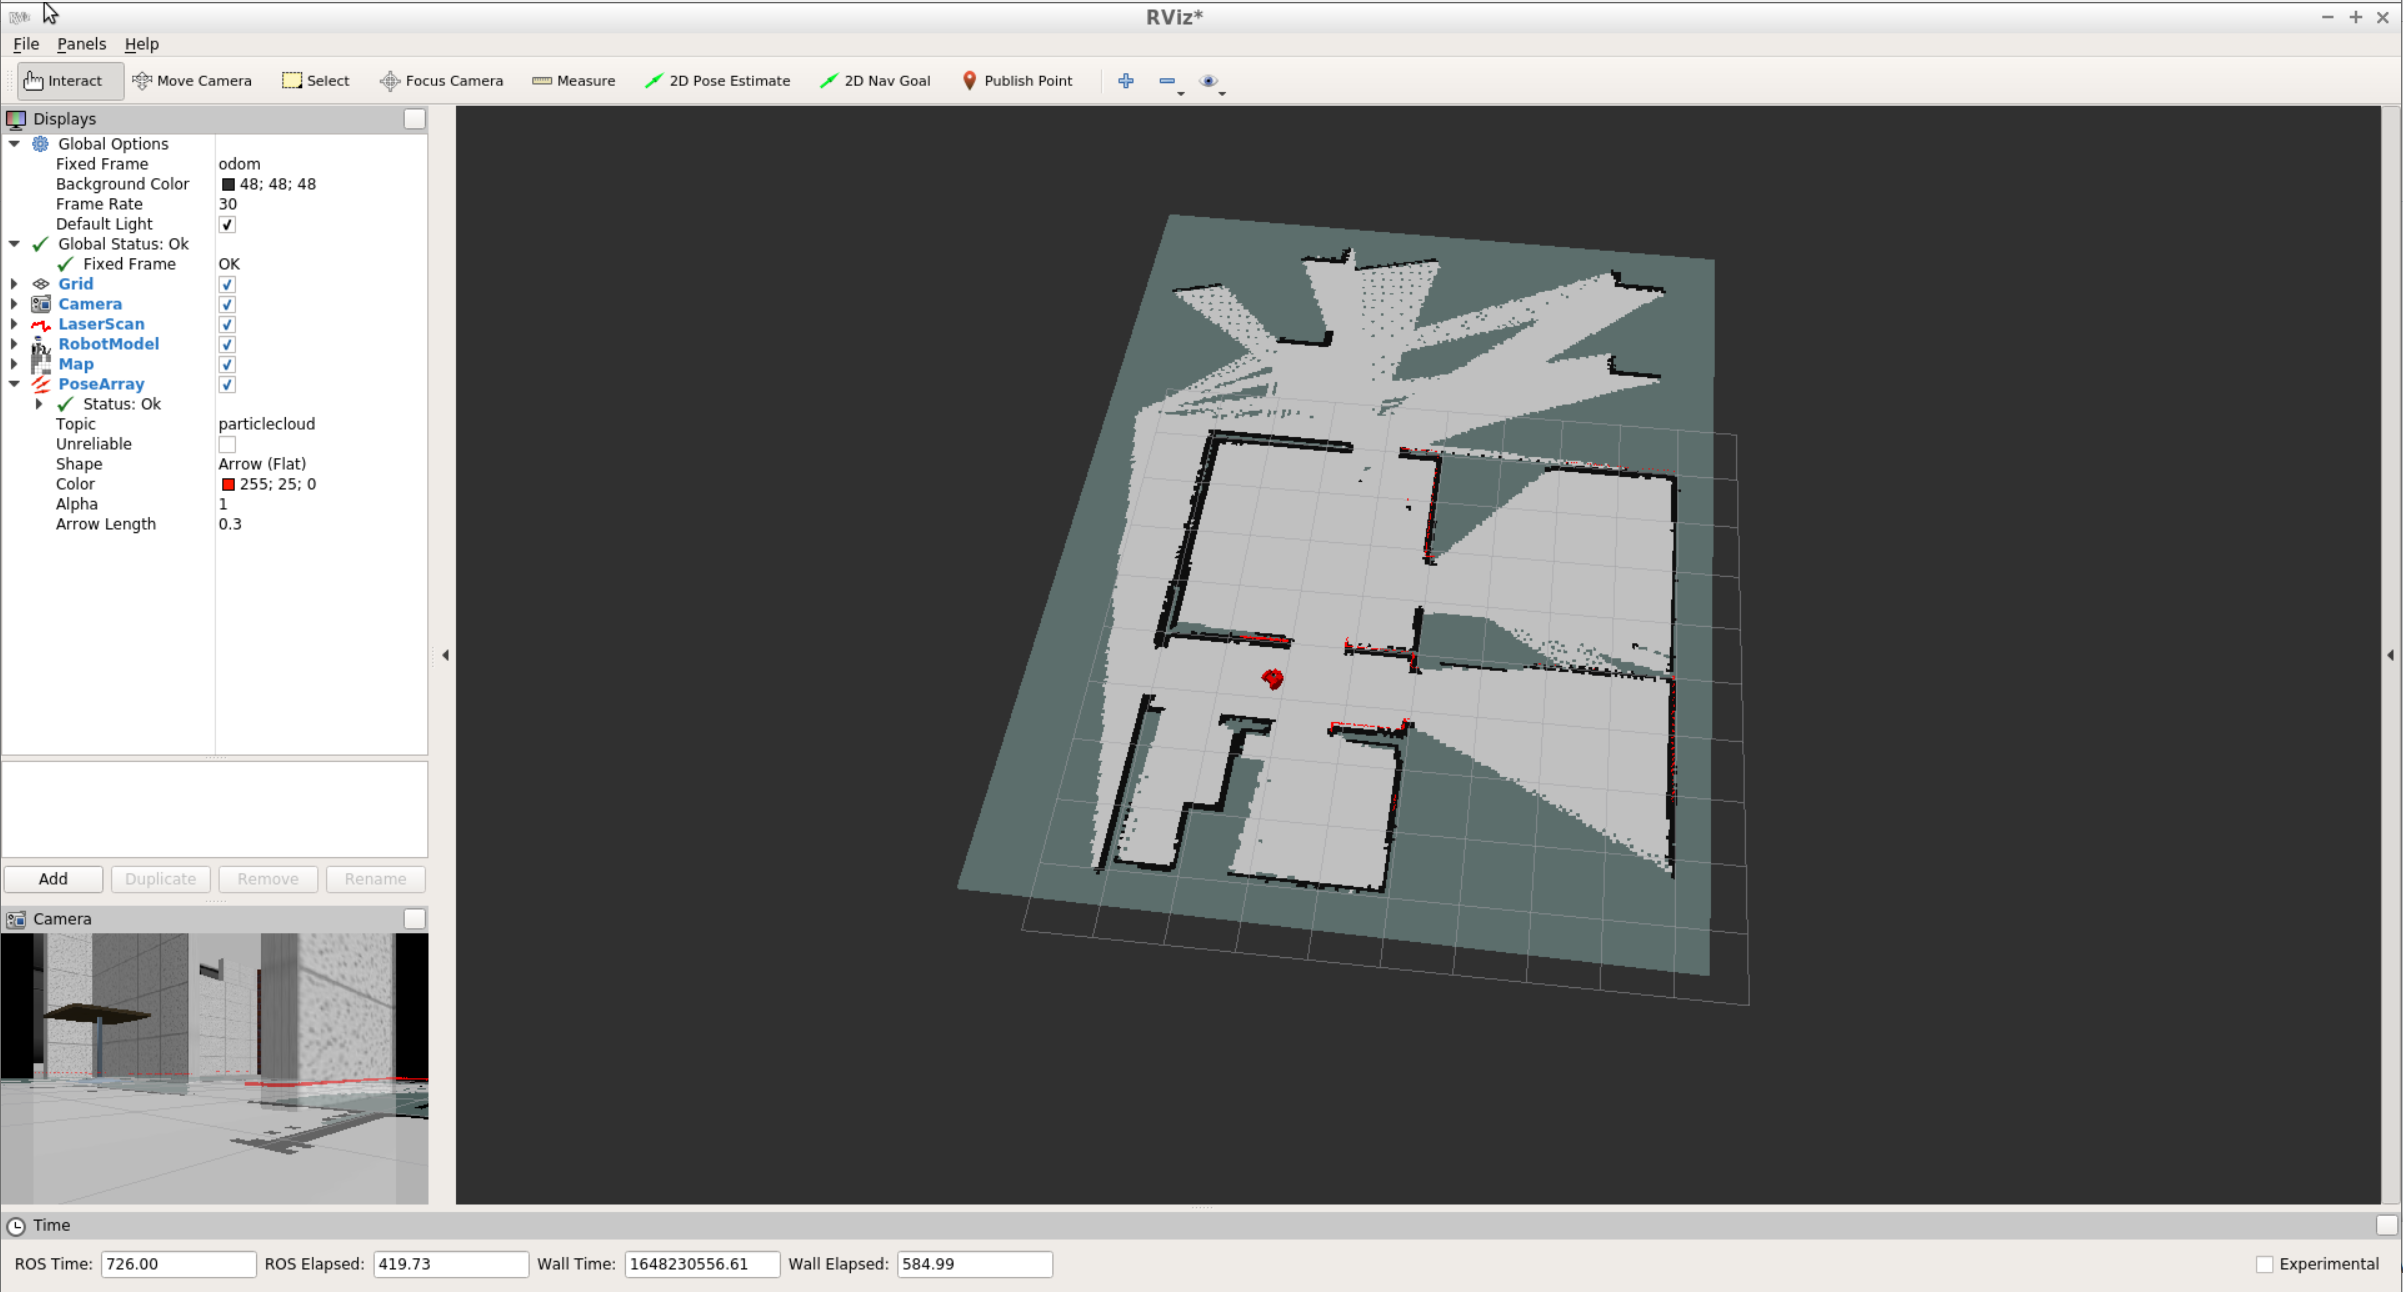 RViz*
File Panels Help
Interact Move Camera Select Focus Camera Measure 2D Pose Estimate 2D Nav Goal Publish Point
Displays
Global Options
Fixed Frame odom
Background Color 48; 48; 48
Frame Rate 30
Default Light
Global Status: Ok
Fixed Frame OK
Grid
Camera
LaserScan
RobotModel
Map
PoseArray
Status: Ok
Topic particlecloud
Unreliable
Shape Arrow (Flat)
Color 255; 25; 0
Alpha 1
Arrow Length 0.3
Add Duplicate Remove Rename
Camera
Time
ROS Time: 726.00 ROS Elapsed: 419.73 Wall Time: 1648230556.61 Wall Elapsed: 584.99 Experimental